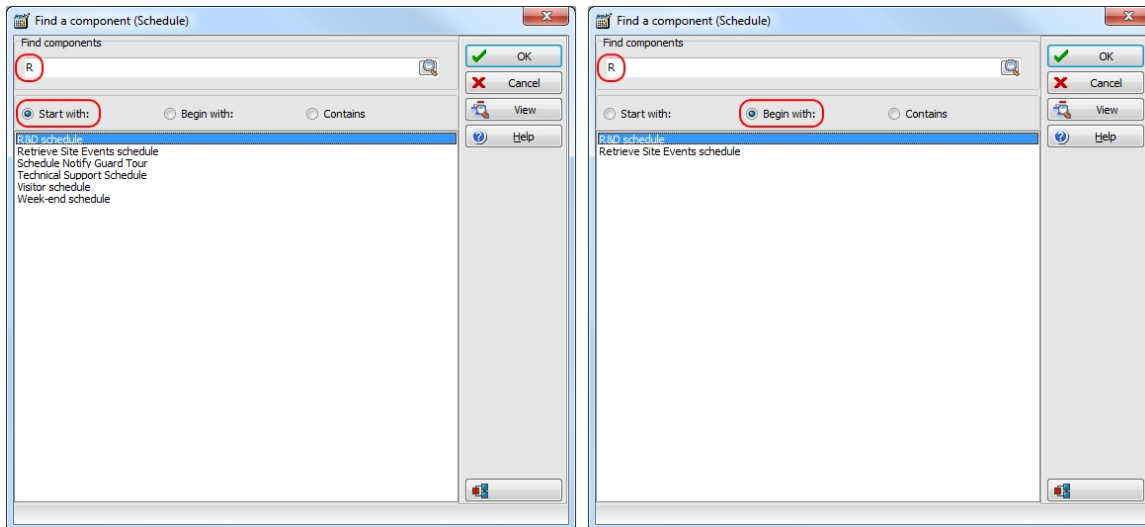 Find a component (Schedule)
Find components
R
Start with:
Begin with:
Contains
R&D schedule
Retrieve Site Events schedule
Schedule Notify Guard Tour
Technical Support Schedule
Visitor schedule
Week-end schedule
OK
Cancel
View
Help
Find a component (Schedule)
Find components
R
Start with:
Begin with:
Contains
R&D schedule
Retrieve Site Events schedule
OK
Cancel
View
Help